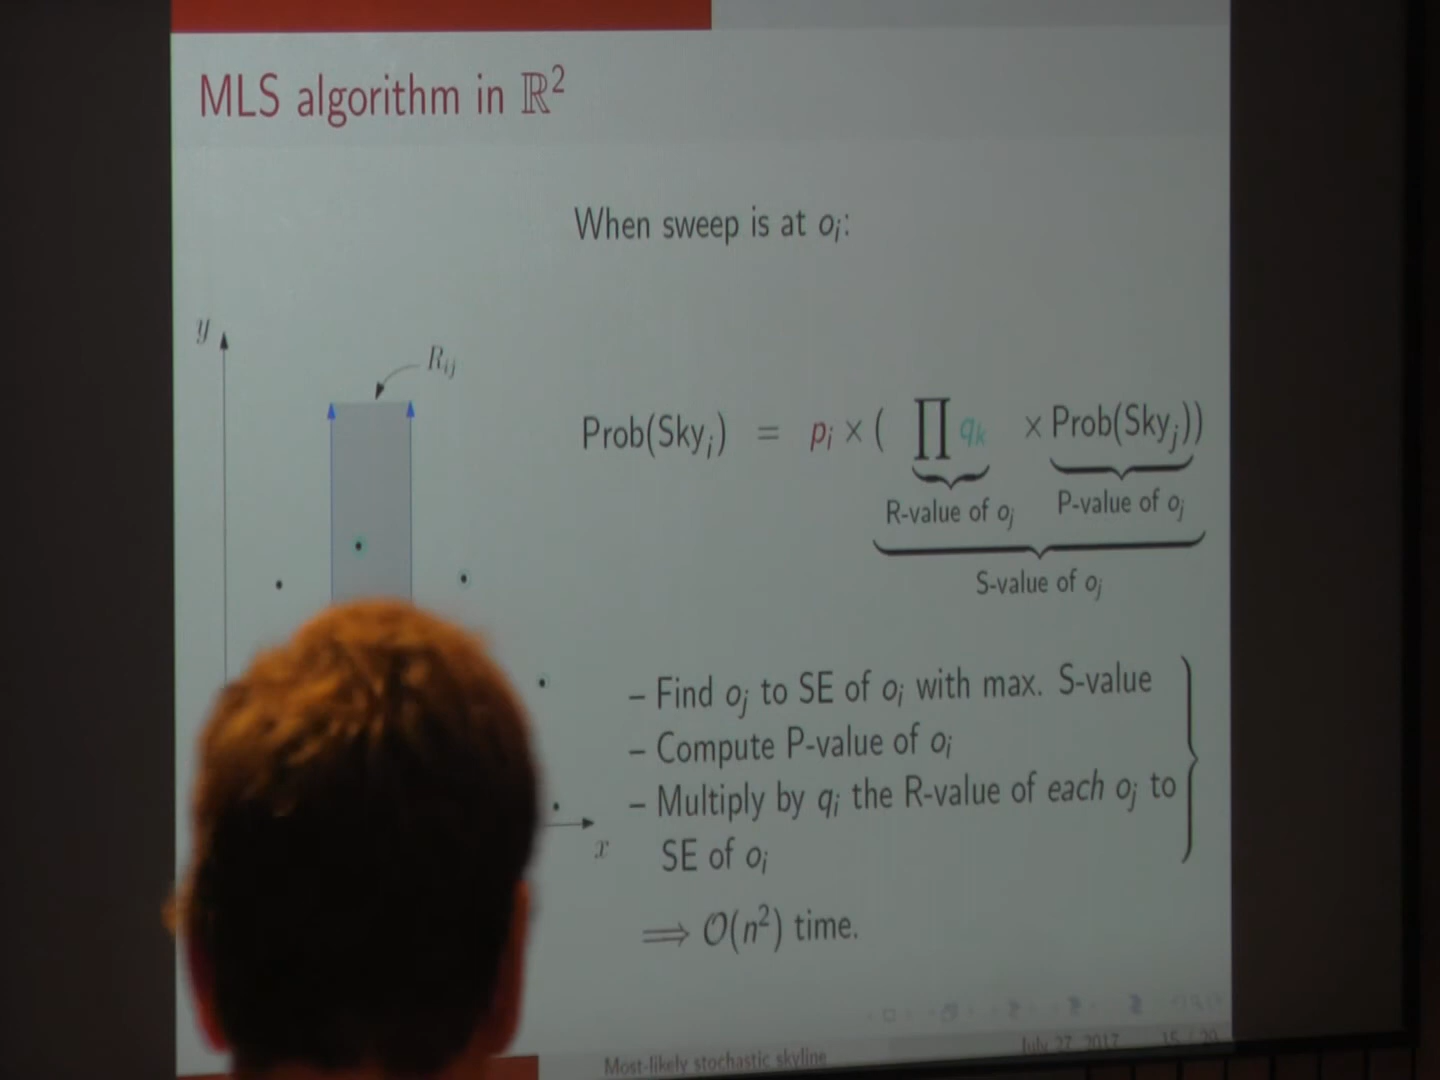 MLS algorithm in ℝ²
When sweep is at oᵢ:
y
Rᵢⱼ
Prob(Skyᵢ) = pᵢ × ( ∏ qₖ × Prob(Skyⱼ))
R-value of oⱼ
P-value of oⱼ
S-value of oⱼ
– Find oⱼ to SE of oᵢ with max. S-value
– Compute P-value of oᵢ
– Multiply by qᵢ the R-value of each oⱼ to
SE of oᵢ
x
⟹ O(n²) time.
Most-likely stochastic skyline
July 27, 2017
15 / 20